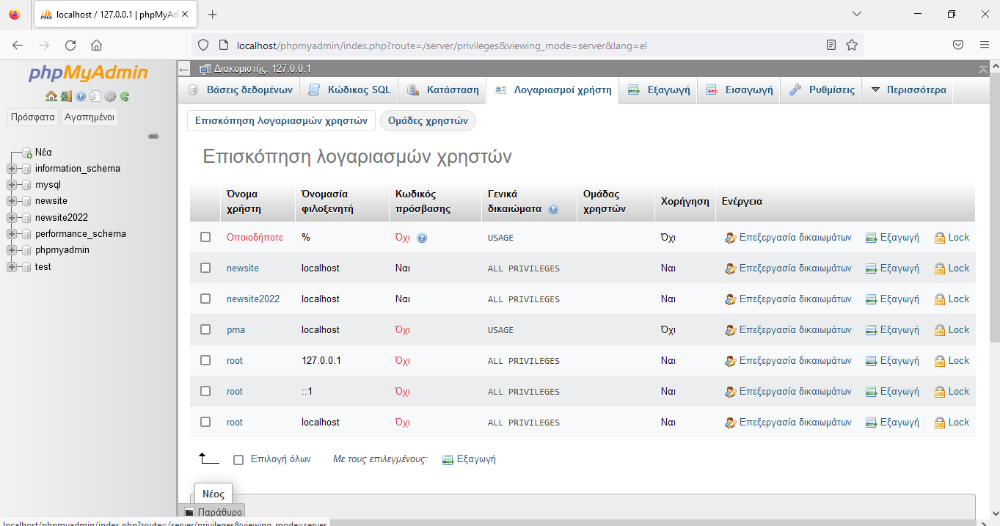 localhost / 127.0.0.1 | phpMyAd
localhost/phpmyadmin/index.php?route=/server/privileges&viewing_mode=server&lang=el
phpMyAdmin
Πρόσφατα Αγαπημένοι
Νέα
information_schema
mysql
newsite
newsite2022
performance_schema
phpmyadmin
test
Διακομιστής: 127.0.0.1
Βάσεις δεδομένων Κώδικας SQL Κατάσταση Λογαριασμοί χρήστη Εξαγωγή Εισαγωγή Ρυθμίσεις Περισσότερα
Επισκόπηση λογαριασμών χρηστών Ομάδες χρηστών
Επισκόπηση λογαριασμών χρηστών
Όνομα χρήστη Όνομασία φιλοξενητή Κωδικός πρόσβασης Γενικά δικαιώματα Ομάδας χρηστών Χορήγηση Ενέργεια
Οποιοδήποτε % Όχι USAGE Όχι Επεξεργασία δικαιωμάτων Εξαγωγή Lock
newsite localhost Ναι ALL PRIVILEGES Ναι Επεξεργασία δικαιωμάτων Εξαγωγή Lock
newsite2022 localhost Ναι ALL PRIVILEGES Ναι Επεξεργασία δικαιωμάτων Εξαγωγή Lock
pma localhost Όχι USAGE Όχι Επεξεργασία δικαιωμάτων Εξαγωγή Lock
root 127.0.0.1 Όχι ALL PRIVILEGES Ναι Επεξεργασία δικαιωμάτων Εξαγωγή Lock
root ::1 Όχι ALL PRIVILEGES Ναι Επεξεργασία δικαιωμάτων Εξαγωγή Lock
root localhost Όχι ALL PRIVILEGES Ναι Επεξεργασία δικαιωμάτων Εξαγωγή Lock
Επιλογή όλων Με τους επιλεγμένους: Εξαγωγή
Νέος
Παράθυρο
localhost/phpmyadmin/index.php?route=/server/privileges&viewing_mode=server